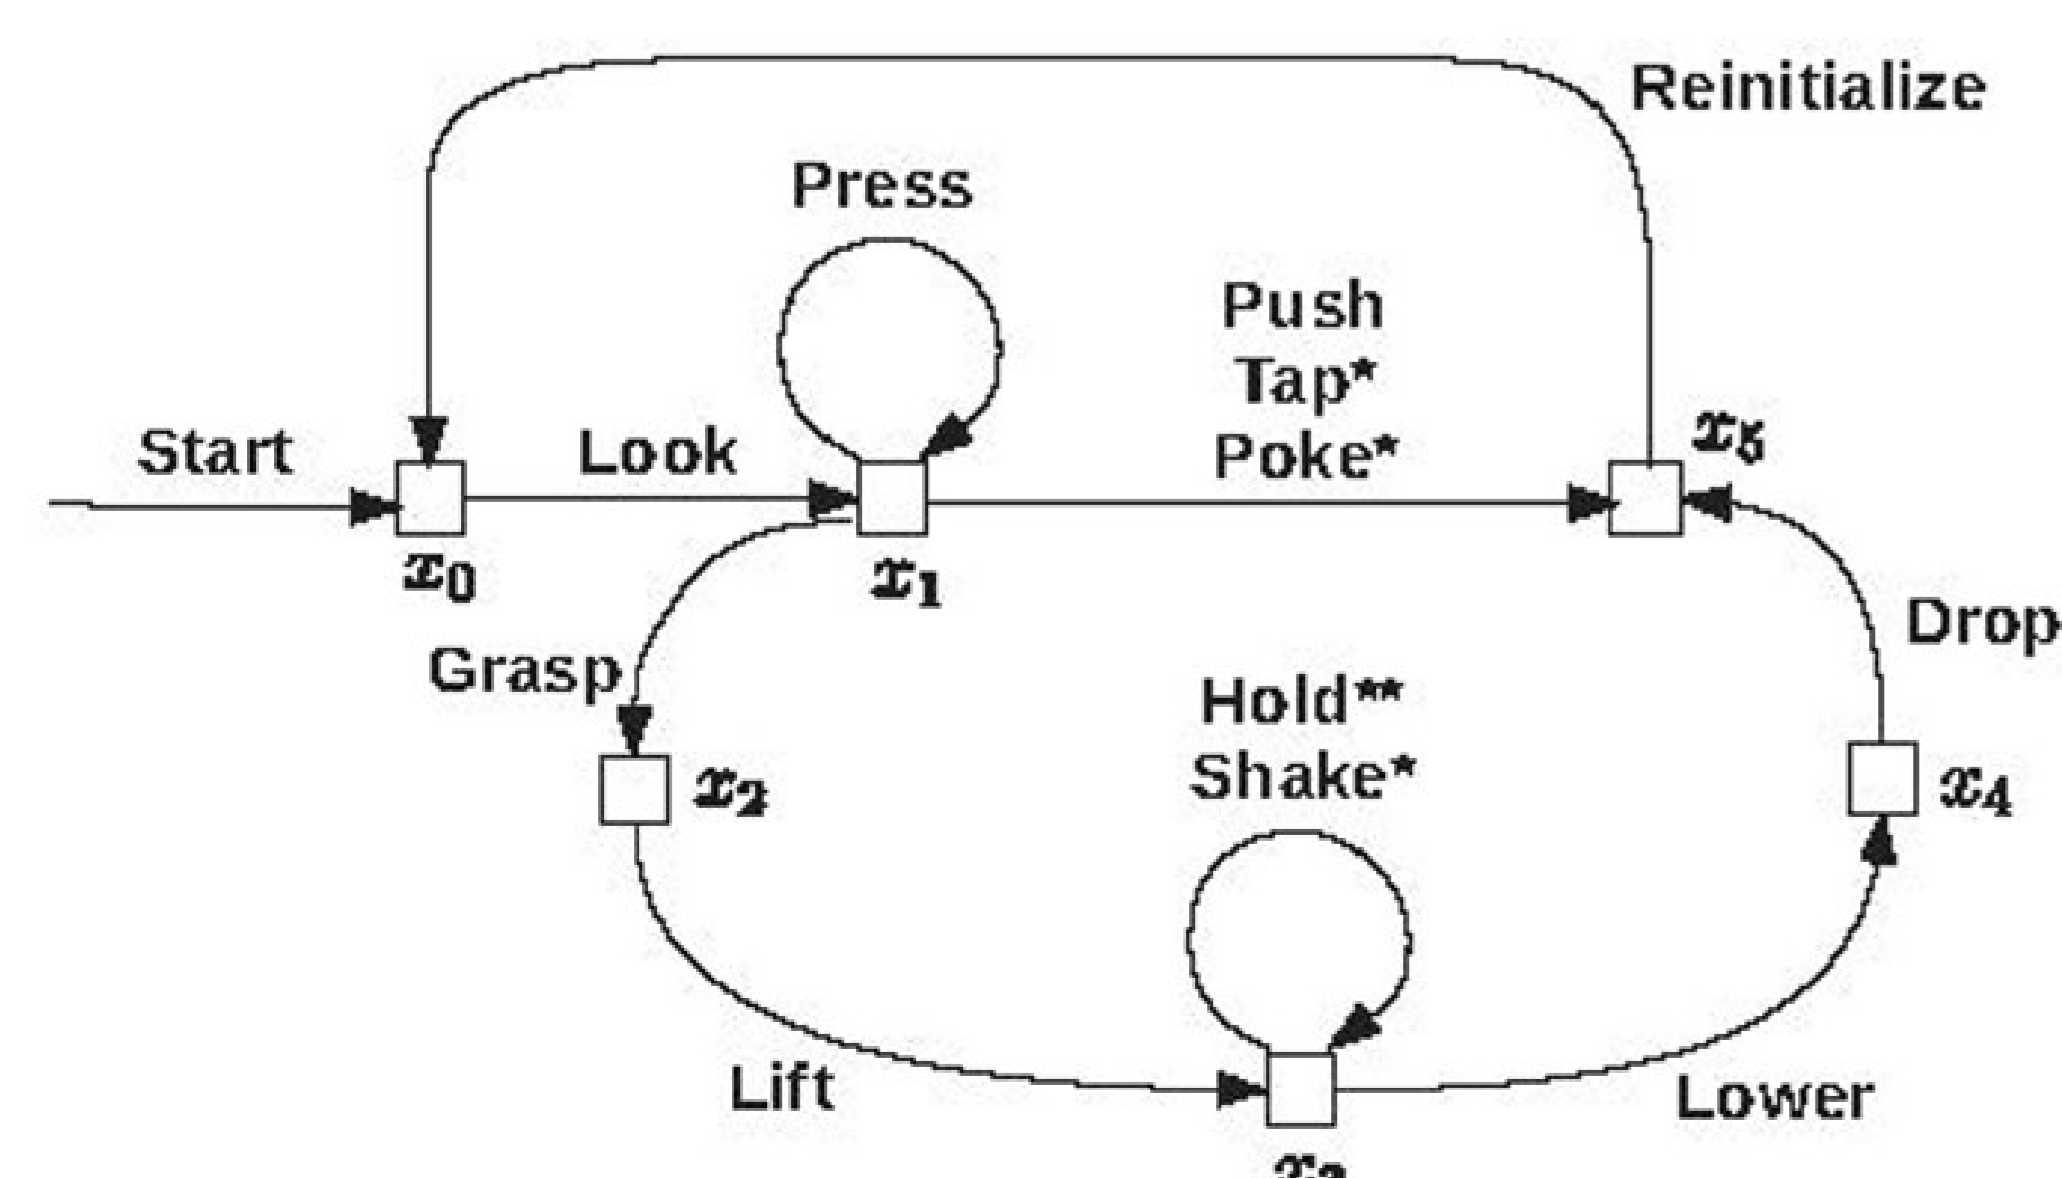 Reinitialize
Press
Push
Tap*
Poke*
Start
Look
x5
x0
x1
Grasp
Drop
Hold**
Shake*
x2
x4
Lift
Lower